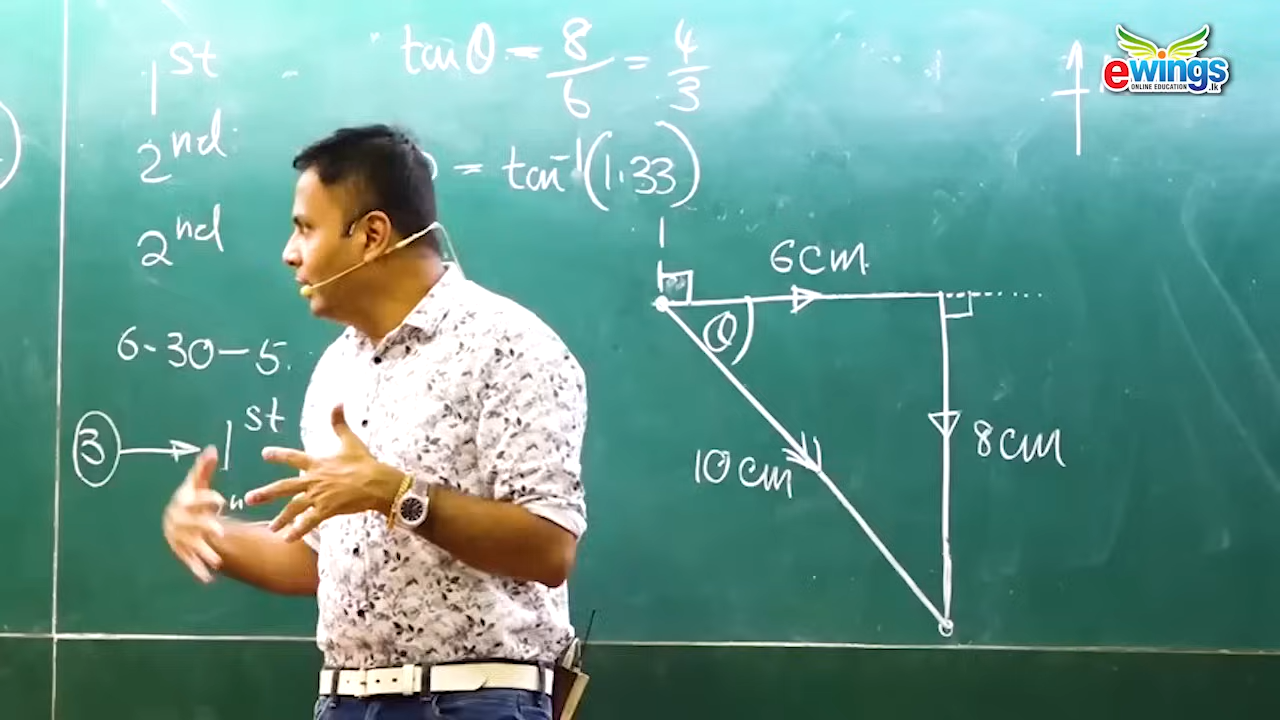 1st
2nd
2nd
6-30-5.
3
1st
tanθ = 8/6 = 4/3
= tan⁻¹(1.33)
6cm
θ
10cm
8cm
ewings
ONLINE EDUCATION .lk